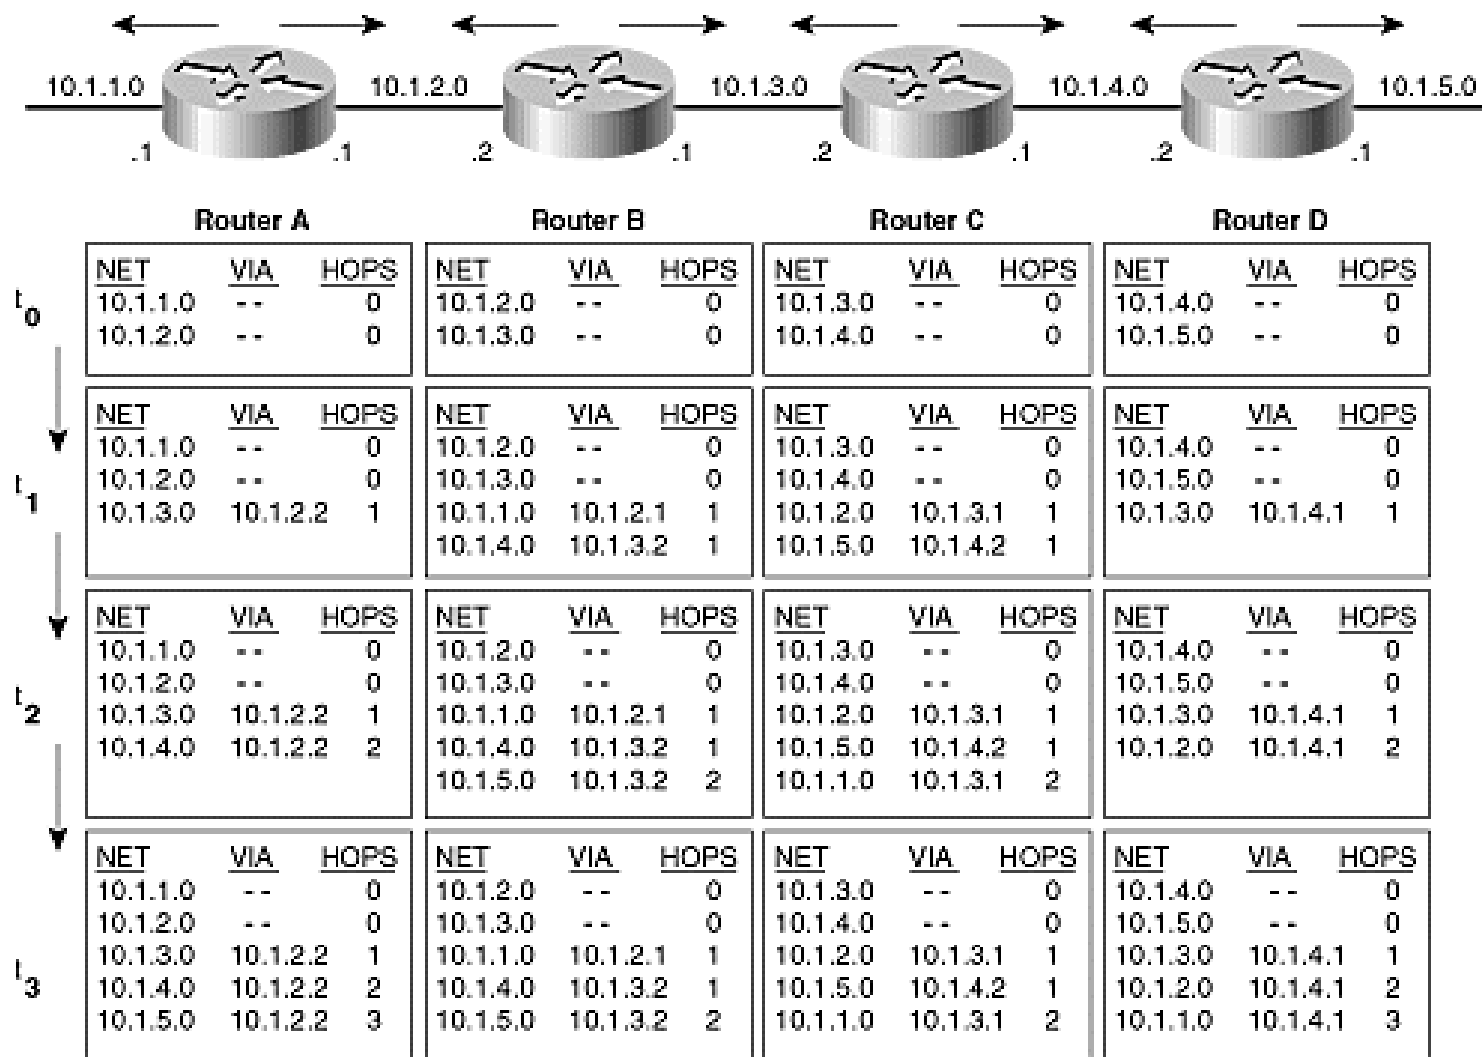 10.1.1.0 10.1.2.0 10.1.3.0 10.1.4.0 10.1.5.0
.1 .1 .2 .1 .2 .1 .2 .1
Router A Router B Router C Router D
t0
NET VIA HOPS NET VIA HOPS NET VIA HOPS NET VIA HOPS
10.1.1.0 -- 0 10.1.2.0 -- 0 10.1.3.0 -- 0 10.1.4.0 -- 0
10.1.2.0 -- 0 10.1.3.0 -- 0 10.1.4.0 -- 0 10.1.5.0 -- 0
t1
NET VIA HOPS NET VIA HOPS NET VIA HOPS NET VIA HOPS
10.1.1.0 -- 0 10.1.2.0 -- 0 10.1.3.0 -- 0 10.1.4.0 -- 0
10.1.2.0 -- 0 10.1.3.0 -- 0 10.1.4.0 -- 0 10.1.5.0 -- 0
10.1.3.0 10.1.2.2 1 10.1.1.0 10.1.2.1 1 10.1.2.0 10.1.3.1 1 10.1.3.0 10.1.4.1 1
10.1.4.0 10.1.3.2 1 10.1.5.0 10.1.4.2 1
t2
NET VIA HOPS NET VIA HOPS NET VIA HOPS NET VIA HOPS
10.1.1.0 -- 0 10.1.2.0 -- 0 10.1.3.0 -- 0 10.1.4.0 -- 0
10.1.2.0 -- 0 10.1.3.0 -- 0 10.1.4.0 -- 0 10.1.5.0 -- 0
10.1.3.0 10.1.2.2 1 10.1.1.0 10.1.2.1 1 10.1.2.0 10.1.3.1 1 10.1.3.0 10.1.4.1 1
10.1.4.0 10.1.2.2 2 10.1.4.0 10.1.3.2 1 10.1.5.0 10.1.4.2 1 10.1.2.0 10.1.4.1 2
10.1.5.0 10.1.3.2 2 10.1.1.0 10.1.3.1 2
t3
NET VIA HOPS NET VIA HOPS NET VIA HOPS NET VIA HOPS
10.1.1.0 -- 0 10.1.2.0 -- 0 10.1.3.0 -- 0 10.1.4.0 -- 0
10.1.2.0 -- 0 10.1.3.0 -- 0 10.1.4.0 -- 0 10.1.5.0 -- 0
10.1.3.0 10.1.2.2 1 10.1.1.0 10.1.2.1 1 10.1.2.0 10.1.3.1 1 10.1.3.0 10.1.4.1 1
10.1.4.0 10.1.2.2 2 10.1.4.0 10.1.3.2 1 10.1.5.0 10.1.4.2 1 10.1.2.0 10.1.4.1 2
10.1.5.0 10.1.2.2 3 10.1.5.0 10.1.3.2 2 10.1.1.0 10.1.3.1 2 10.1.1.0 10.1.4.1 3